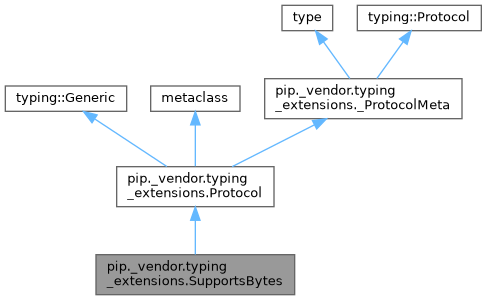 type
typing::Protocol
typing::Generic
metaclass
pip._vendor.typing
_extensions._ProtocolMeta
pip._vendor.typing
_extensions.Protocol
pip._vendor.typing
_extensions.SupportsBytes